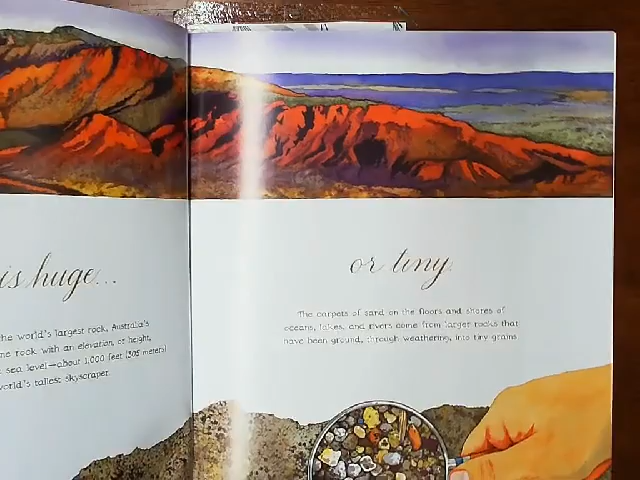 is huge...
the world's largest rock, Australia's
one rock with an elevation, or height,
sea level—about 1,000 feet (305 meters)
world's tallest skyscraper.
or tiny.
The carpets of sand on the floors and shores of
oceans, lakes, and rivers come from larger rocks that
have been ground, through weathering, into tiny grains.